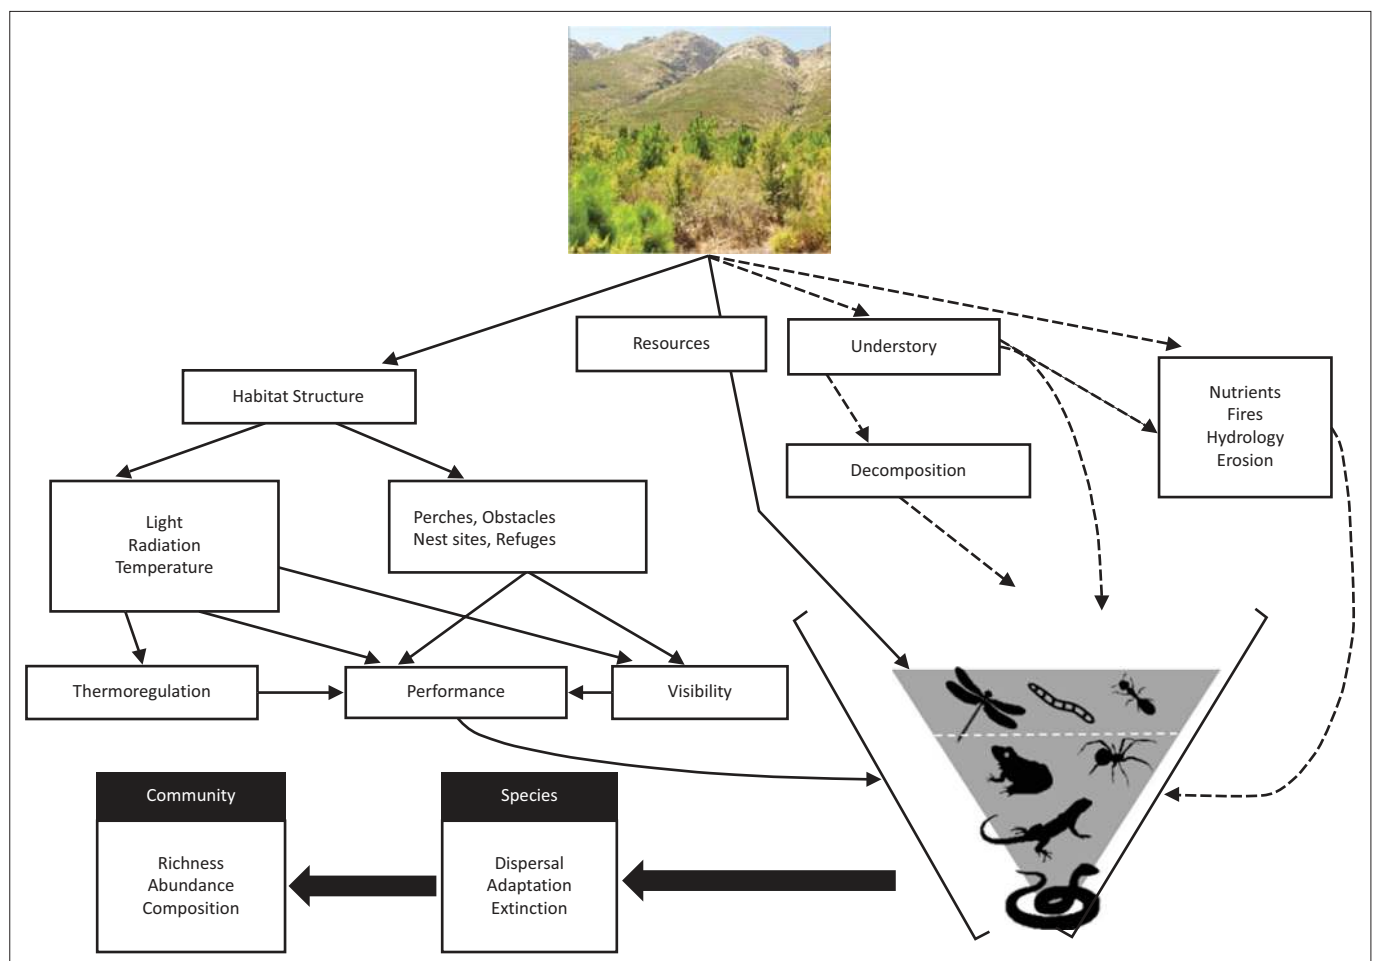 Resources
Understory
Nutrients
Fires
Hydrology
Erosion
Habitat Structure
Decomposition
Light
Radiation
Temperature
Perches, Obstacles
Nest sites, Refuges
Thermoregulation
Performance
Visibility
Community
Richness
Abundance
Composition
Species
Dispersal
Adaptation
Extinction